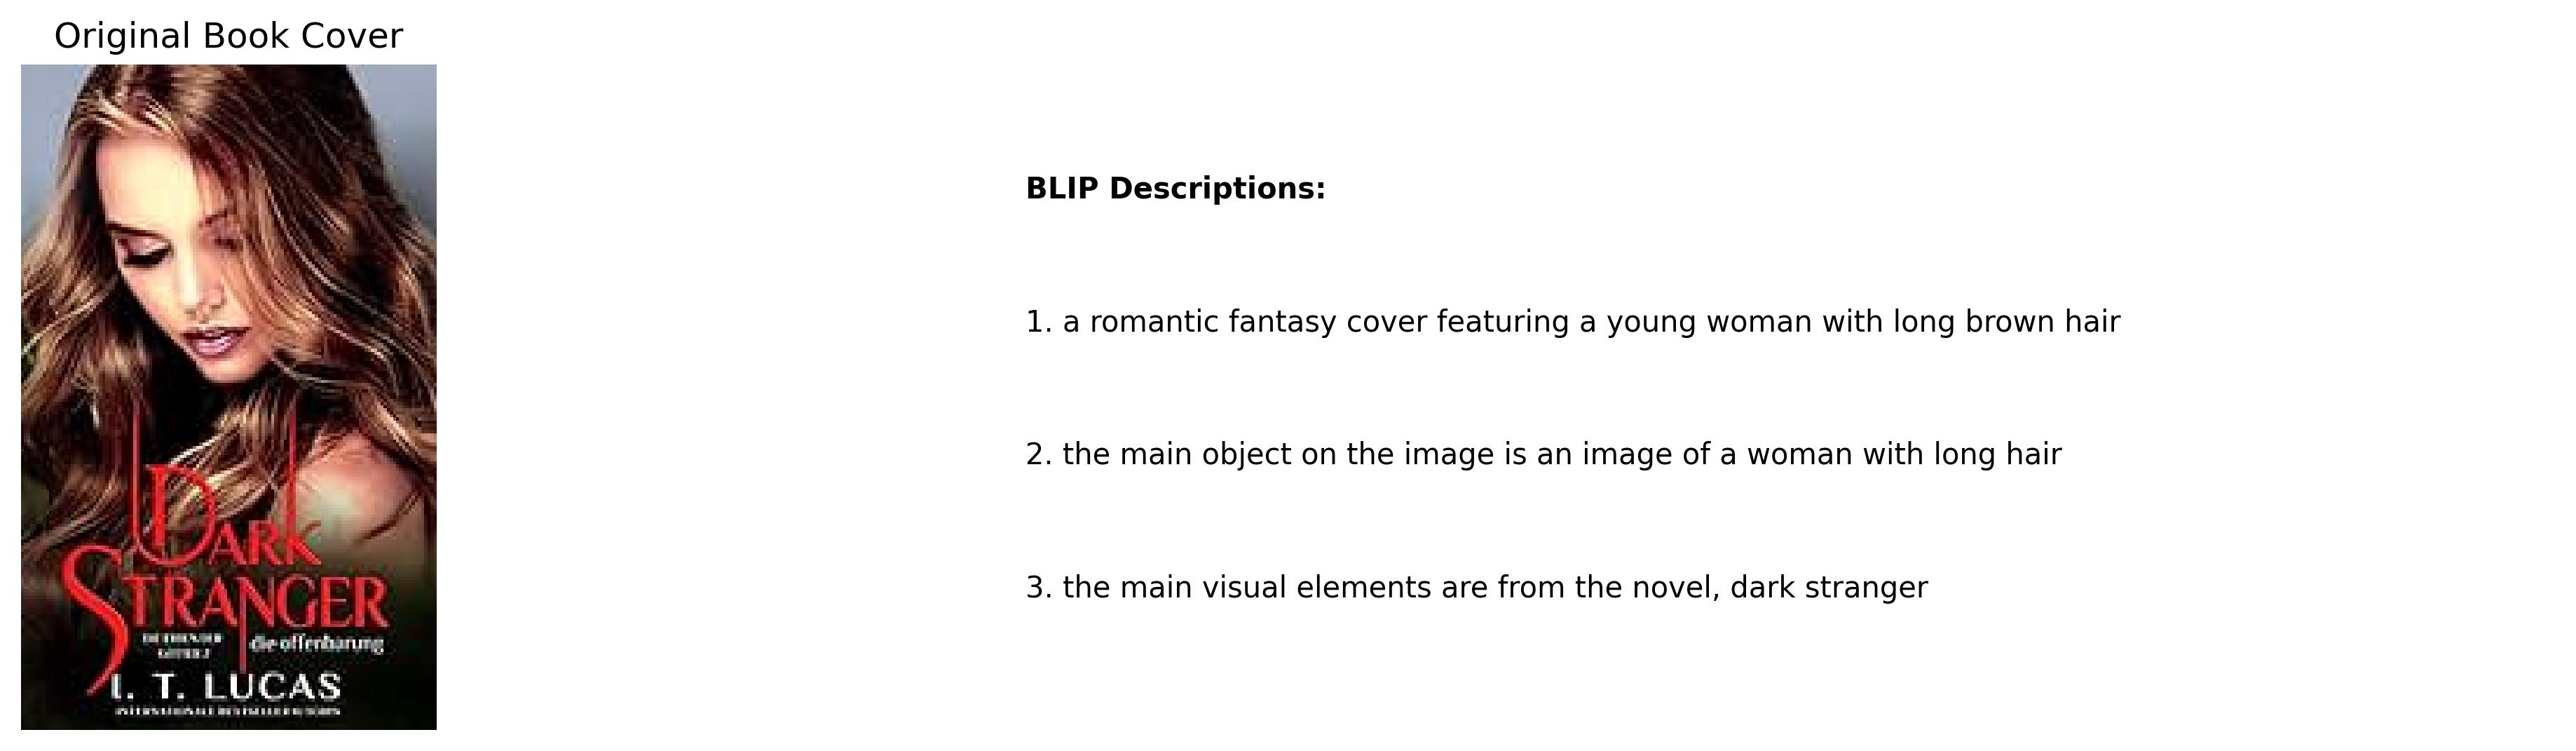 Original Book Cover
DARK
STRANGER
die offenbarung
I. T. LUCAS
BLIP Descriptions:
1. a romantic fantasy cover featuring a young woman with long brown hair
2. the main object on the image is an image of a woman with long hair
3. the main visual elements are from the novel, dark stranger